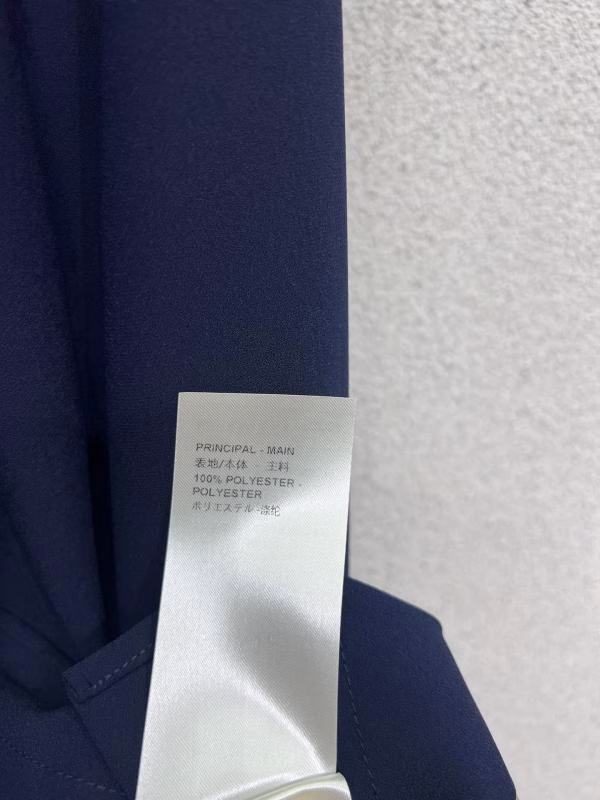 PRINCIPAL - MAIN
表地/本体 - 主料
100% POLYESTER -
POLYESTER
ポリエステル -涤纶